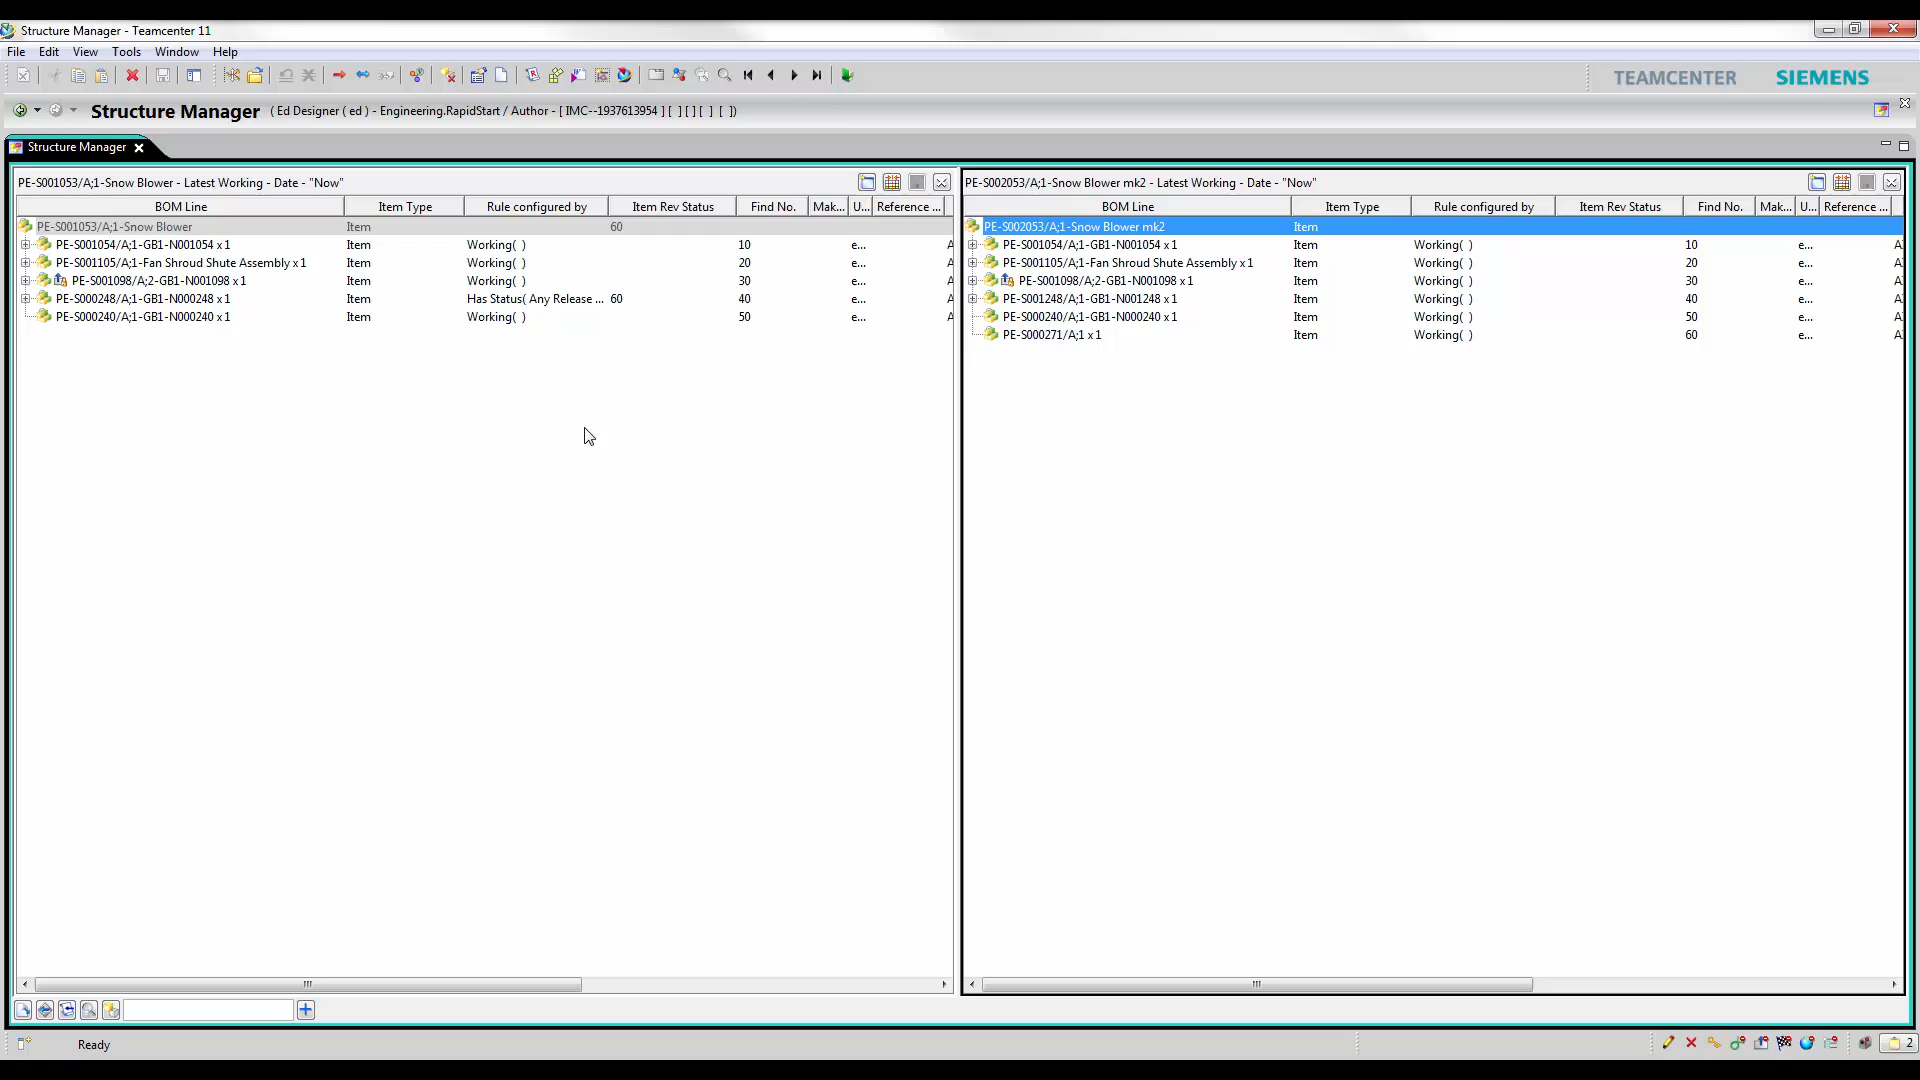 Structure Manager - Teamcenter 11
File Edit View Tools Window Help
TEAMCENTER SIEMENS
Structure Manager ( Ed Designer ( ed ) - Engineering.RapidStart / Author - [ IMC--1937613954 ] [ ] [ ] [ ] [ ])
Structure Manager
PE-S001053/A;1-Snow Blower - Latest Working - Date - "Now"
BOM Line Item Type Rule configured by Item Rev Status Find No. Mak... U... Reference ...
PE-S001053/A;1-Snow Blower Item 60
PE-S001054/A;1-GB1-N001054 x 1 Item Working( ) 10 e... A
PE-S001105/A;1-Fan Shroud Shute Assembly x 1 Item Working( ) 20 e... A
PE-S001098/A;2-GB1-N001098 x 1 Item Working( ) 30 e... A
PE-S000248/A;1-GB1-N000248 x 1 Item Has Status( Any Release ... 60 40 e... A
PE-S000240/A;1-GB1-N000240 x 1 Item Working( ) 50 e... A
PE-S002053/A;1-Snow Blower mk2 - Latest Working - Date - "Now"
BOM Line Item Type Rule configured by Item Rev Status Find No. Mak... U... Reference ...
PE-S002053/A;1-Snow Blower mk2 Item
PE-S001054/A;1-GB1-N001054 x 1 Item Working( ) 10 e... A
PE-S001105/A;1-Fan Shroud Shute Assembly x 1 Item Working( ) 20 e... A
PE-S001098/A;2-GB1-N001098 x 1 Item Working( ) 30 e... A
PE-S001248/A;1-GB1-N001248 x 1 Item Working( ) 40 e... A
PE-S000240/A;1-GB1-N000240 x 1 Item Working( ) 50 e... A
PE-S000271/A;1 x 1 Item Working( ) 60 e... A
Ready
2